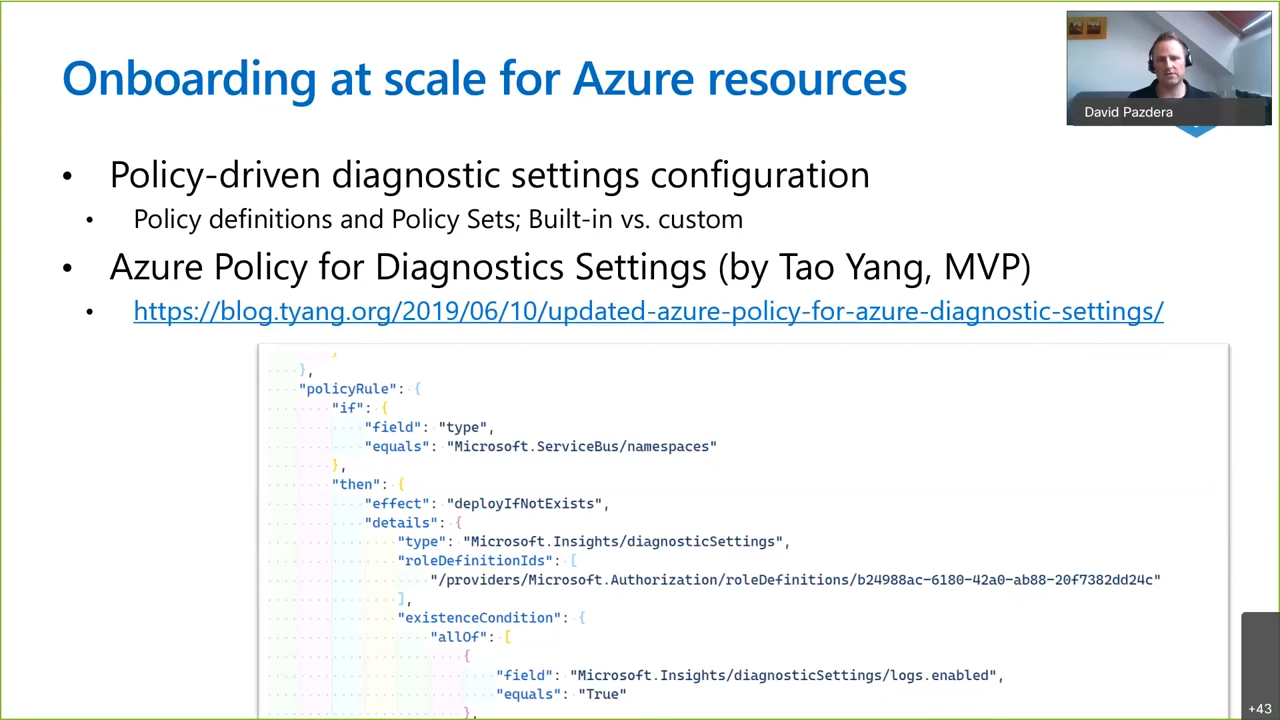 Onboarding at scale for Azure resources
David Pazdera
• Policy-driven diagnostic settings configuration
• Policy definitions and Policy Sets; Built-in vs. custom
• Azure Policy for Diagnostics Settings (by Tao Yang, MVP)
• https://blog.tyang.org/2019/06/10/updated-azure-policy-for-azure-diagnostic-settings/
},
"policyRule": {
"if": {
"field": "type",
"equals": "Microsoft.ServiceBus/namespaces"
},
"then": {
"effect": "deployIfNotExists",
"details": {
"type": "Microsoft.Insights/diagnosticSettings",
"roleDefinitionIds": [
"/providers/Microsoft.Authorization/roleDefinitions/b24988ac-6180-42a0-ab88-20f7382dd24c"
],
"existenceCondition": {
"allOf": [
{
"field": "Microsoft.Insights/diagnosticSettings/logs.enabled",
"equals": "True"
},
+43